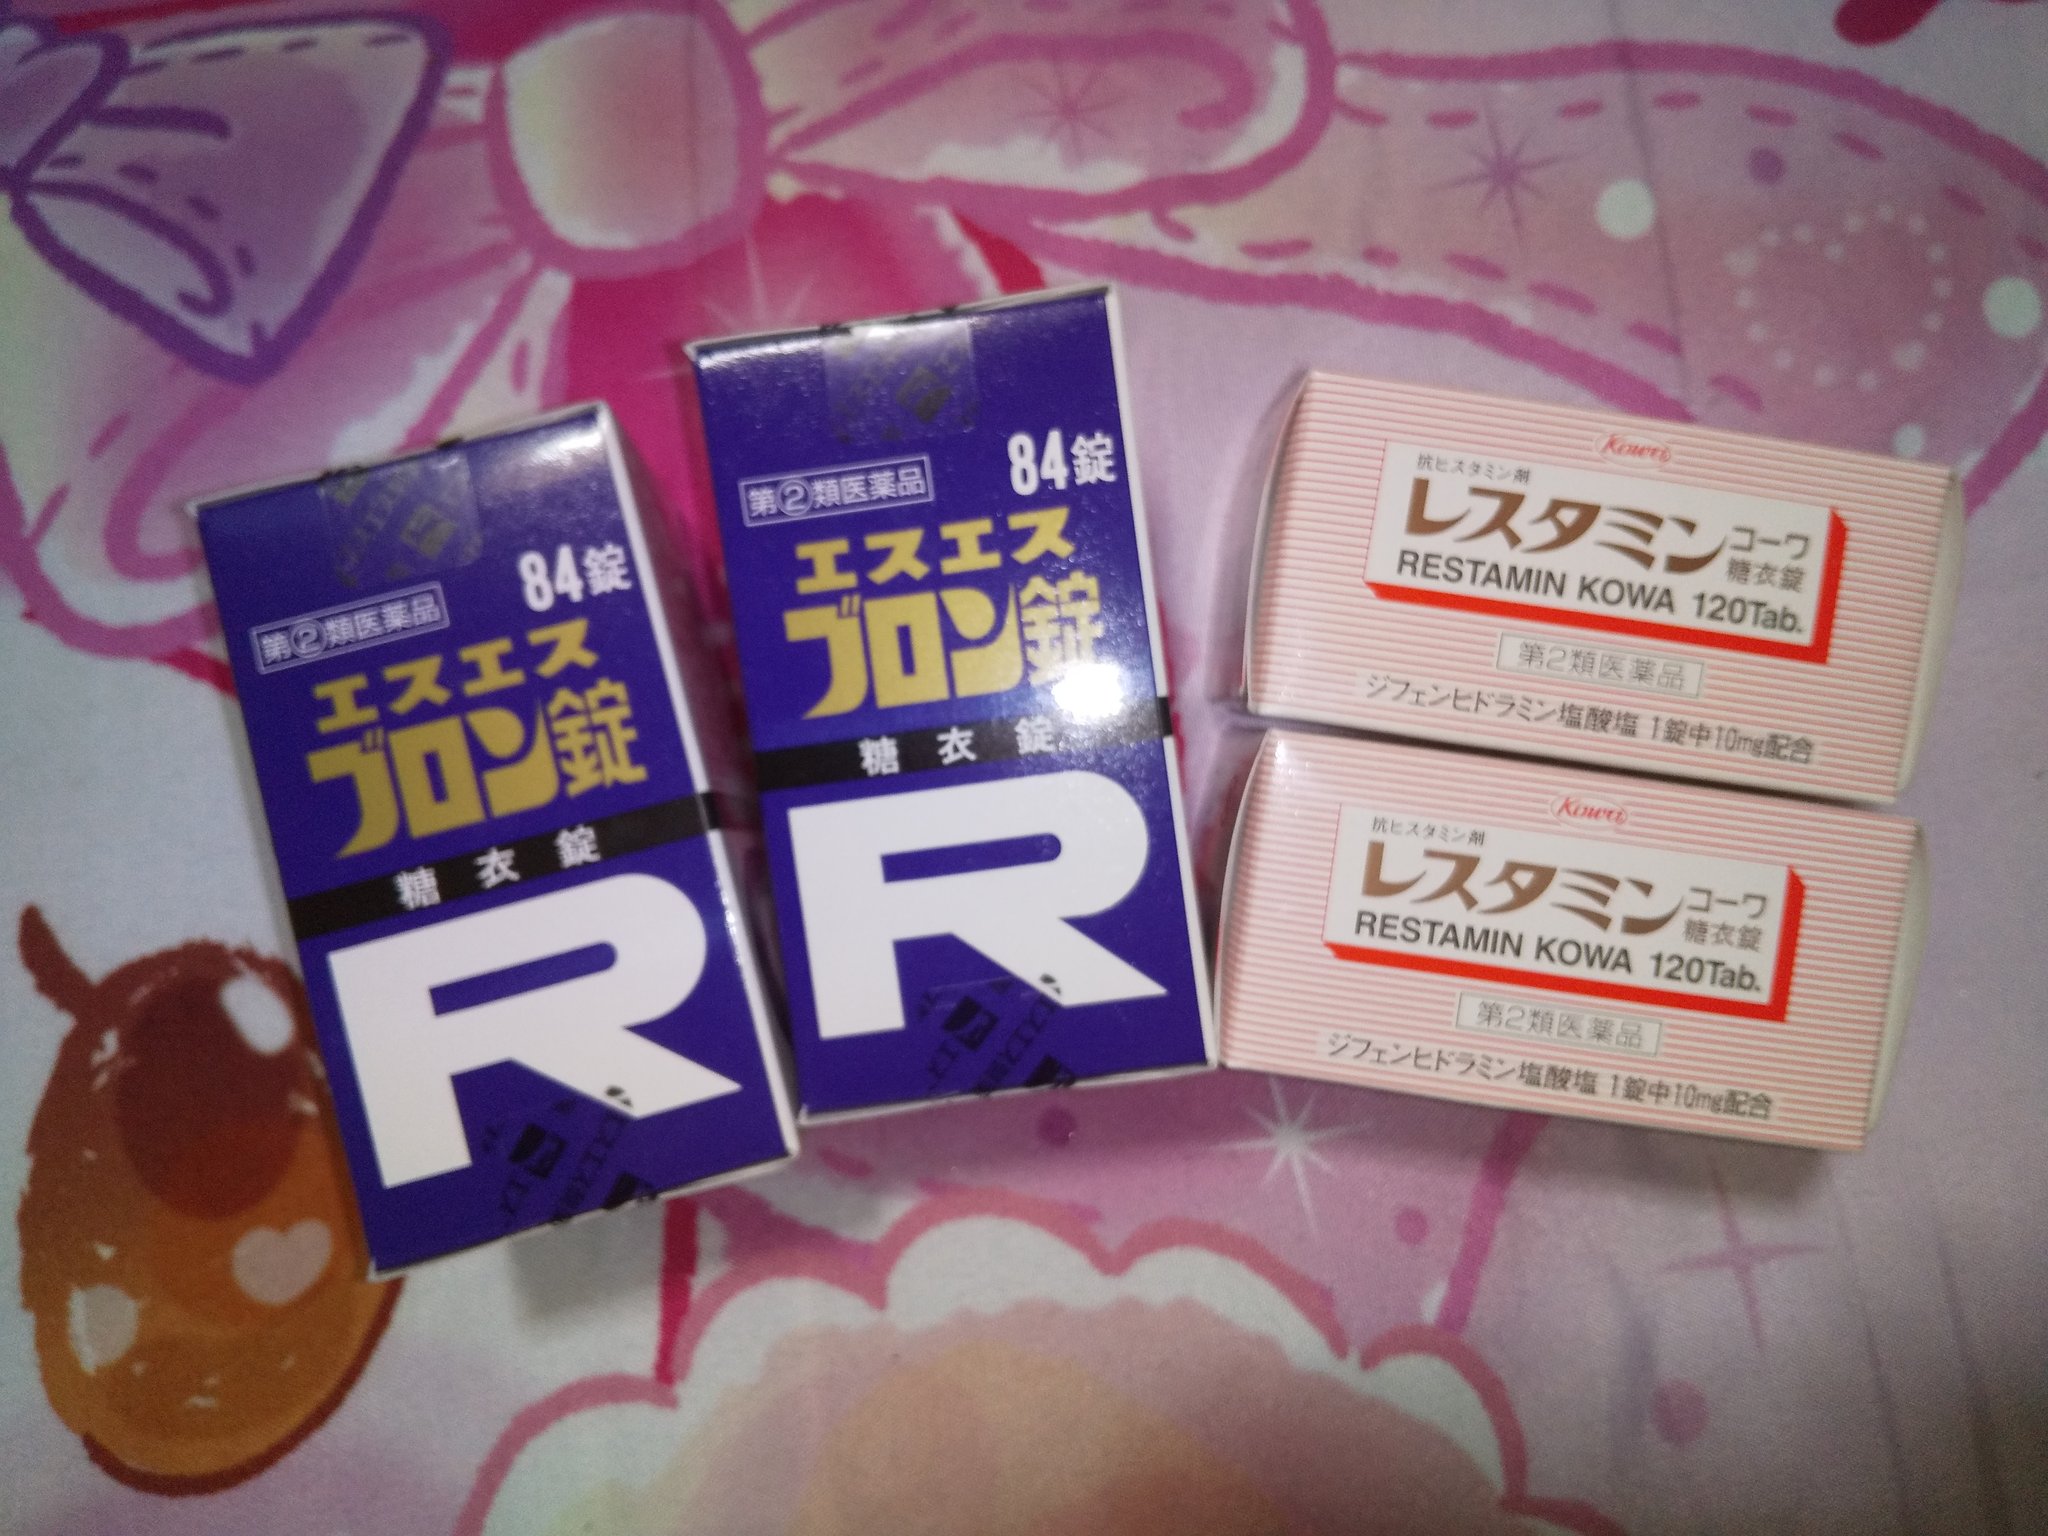 84錠
第②類医薬品
エスエス
ブロン錠
糖衣錠
R
84錠
第②類医薬品
エスエス
ブロン錠
糖衣錠
R
Kowa
抗ヒスタミン剤
レスタミンコーワ
糖衣錠
RESTAMIN KOWA 120Tab.
第2類医薬品
ジフェンヒドラミン塩酸塩 1錠中10mg配合
Kowa
抗ヒスタミン剤
レスタミンコーワ
糖衣錠
RESTAMIN KOWA 120Tab.
第2類医薬品
ジフェンヒドラミン塩酸塩 1錠中10mg配合